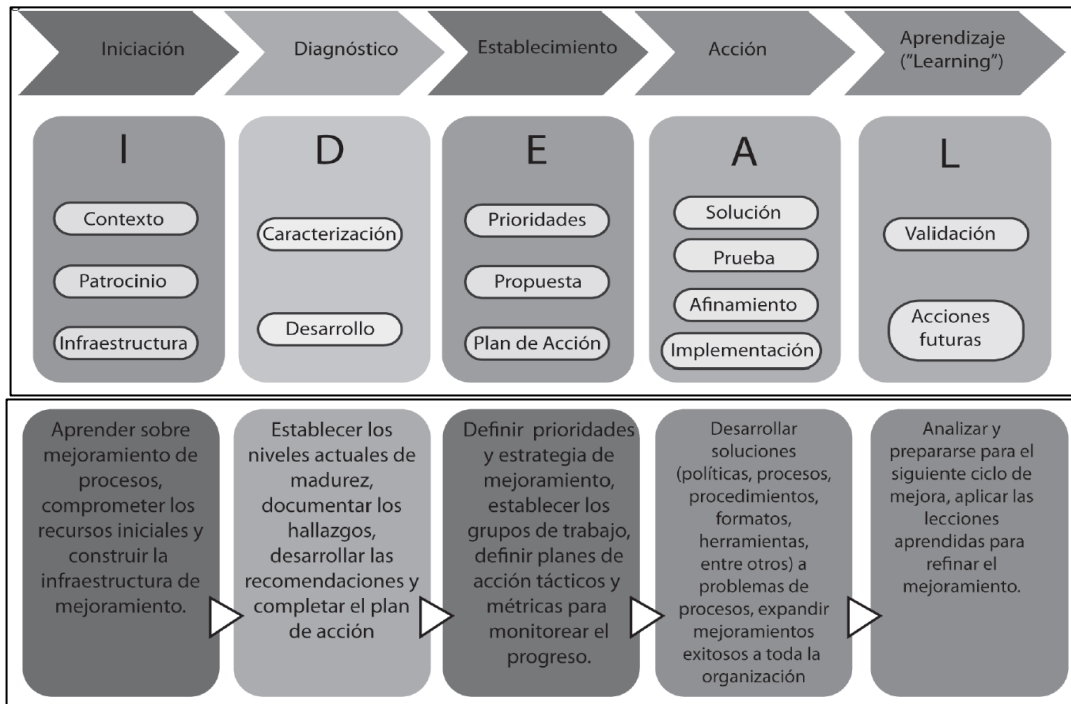 Iniciación
Diagnóstico
Establecimiento
Acción
Aprendizaje
("Learning")
I
Contexto
Patrocinio
Infraestructura
D
Caracterización
Desarrollo
E
Prioridades
Propuesta
Plan de Acción
A
Solución
Prueba
Afinamiento
Implementación
L
Validación
Acciones
futuras
Aprender sobre
mejoramiento de
procesos,
comprometer los
recursos iniciales y
construir la
infraestructura de
mejoramiento.
Establecer los
niveles actuales de
madurez,
documentar los
hallazgos,
desarrollar las
recomendaciones y
completar el plan
de acción
Definir prioridades
y estrategia de
mejoramiento,
establecer los
grupos de trabajo,
definir planes de
acción tácticos y
métricas para
monitorear el
progreso.
Desarrollar
soluciones
(políticas, procesos,
procedimientos,
formatos,
herramientas,
entre otros) a
problemas de
procesos, expandir
mejoramientos
exitosos a toda la
organización
Analizar y
prepararse para el
siguiente ciclo de
mejora, aplicar las
lecciones
aprendidas para
refinar el
mejoramiento.